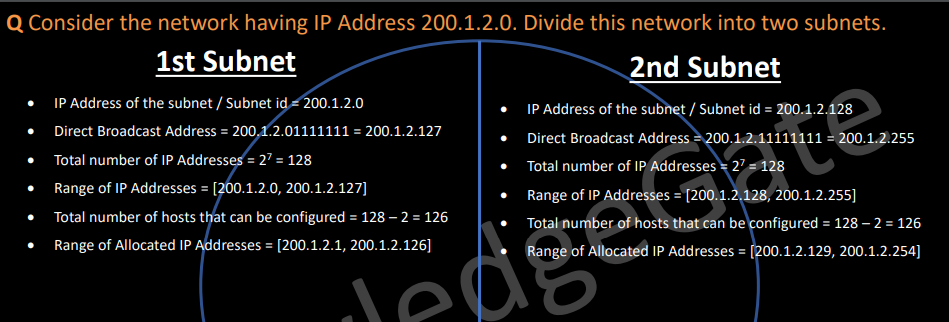 Q Consider the network having IP Address 200.1.2.0. Divide this network into two subnets.
1st Subnet
• IP Address of the subnet / Subnet id = 200.1.2.0
• Direct Broadcast Address = 200.1.2.01111111 = 200.1.2.127
• Total number of IP Addresses = 2⁷ = 128
• Range of IP Addresses = [200.1.2.0, 200.1.2.127]
• Total number of hosts that can be configured = 128 – 2 = 126
• Range of Allocated IP Addresses = [200.1.2.1, 200.1.2.126]
2nd Subnet
• IP Address of the subnet / Subnet id = 200.1.2.128
• Direct Broadcast Address = 200.1.2.11111111 = 200.1.2.255
• Total number of IP Addresses = 2⁷ = 128
• Range of IP Addresses = [200.1.2.128, 200.1.2.255]
• Total number of hosts that can be configured = 128 – 2 = 126
• Range of Allocated IP Addresses = [200.1.2.129, 200.1.2.254]
ledgeGate